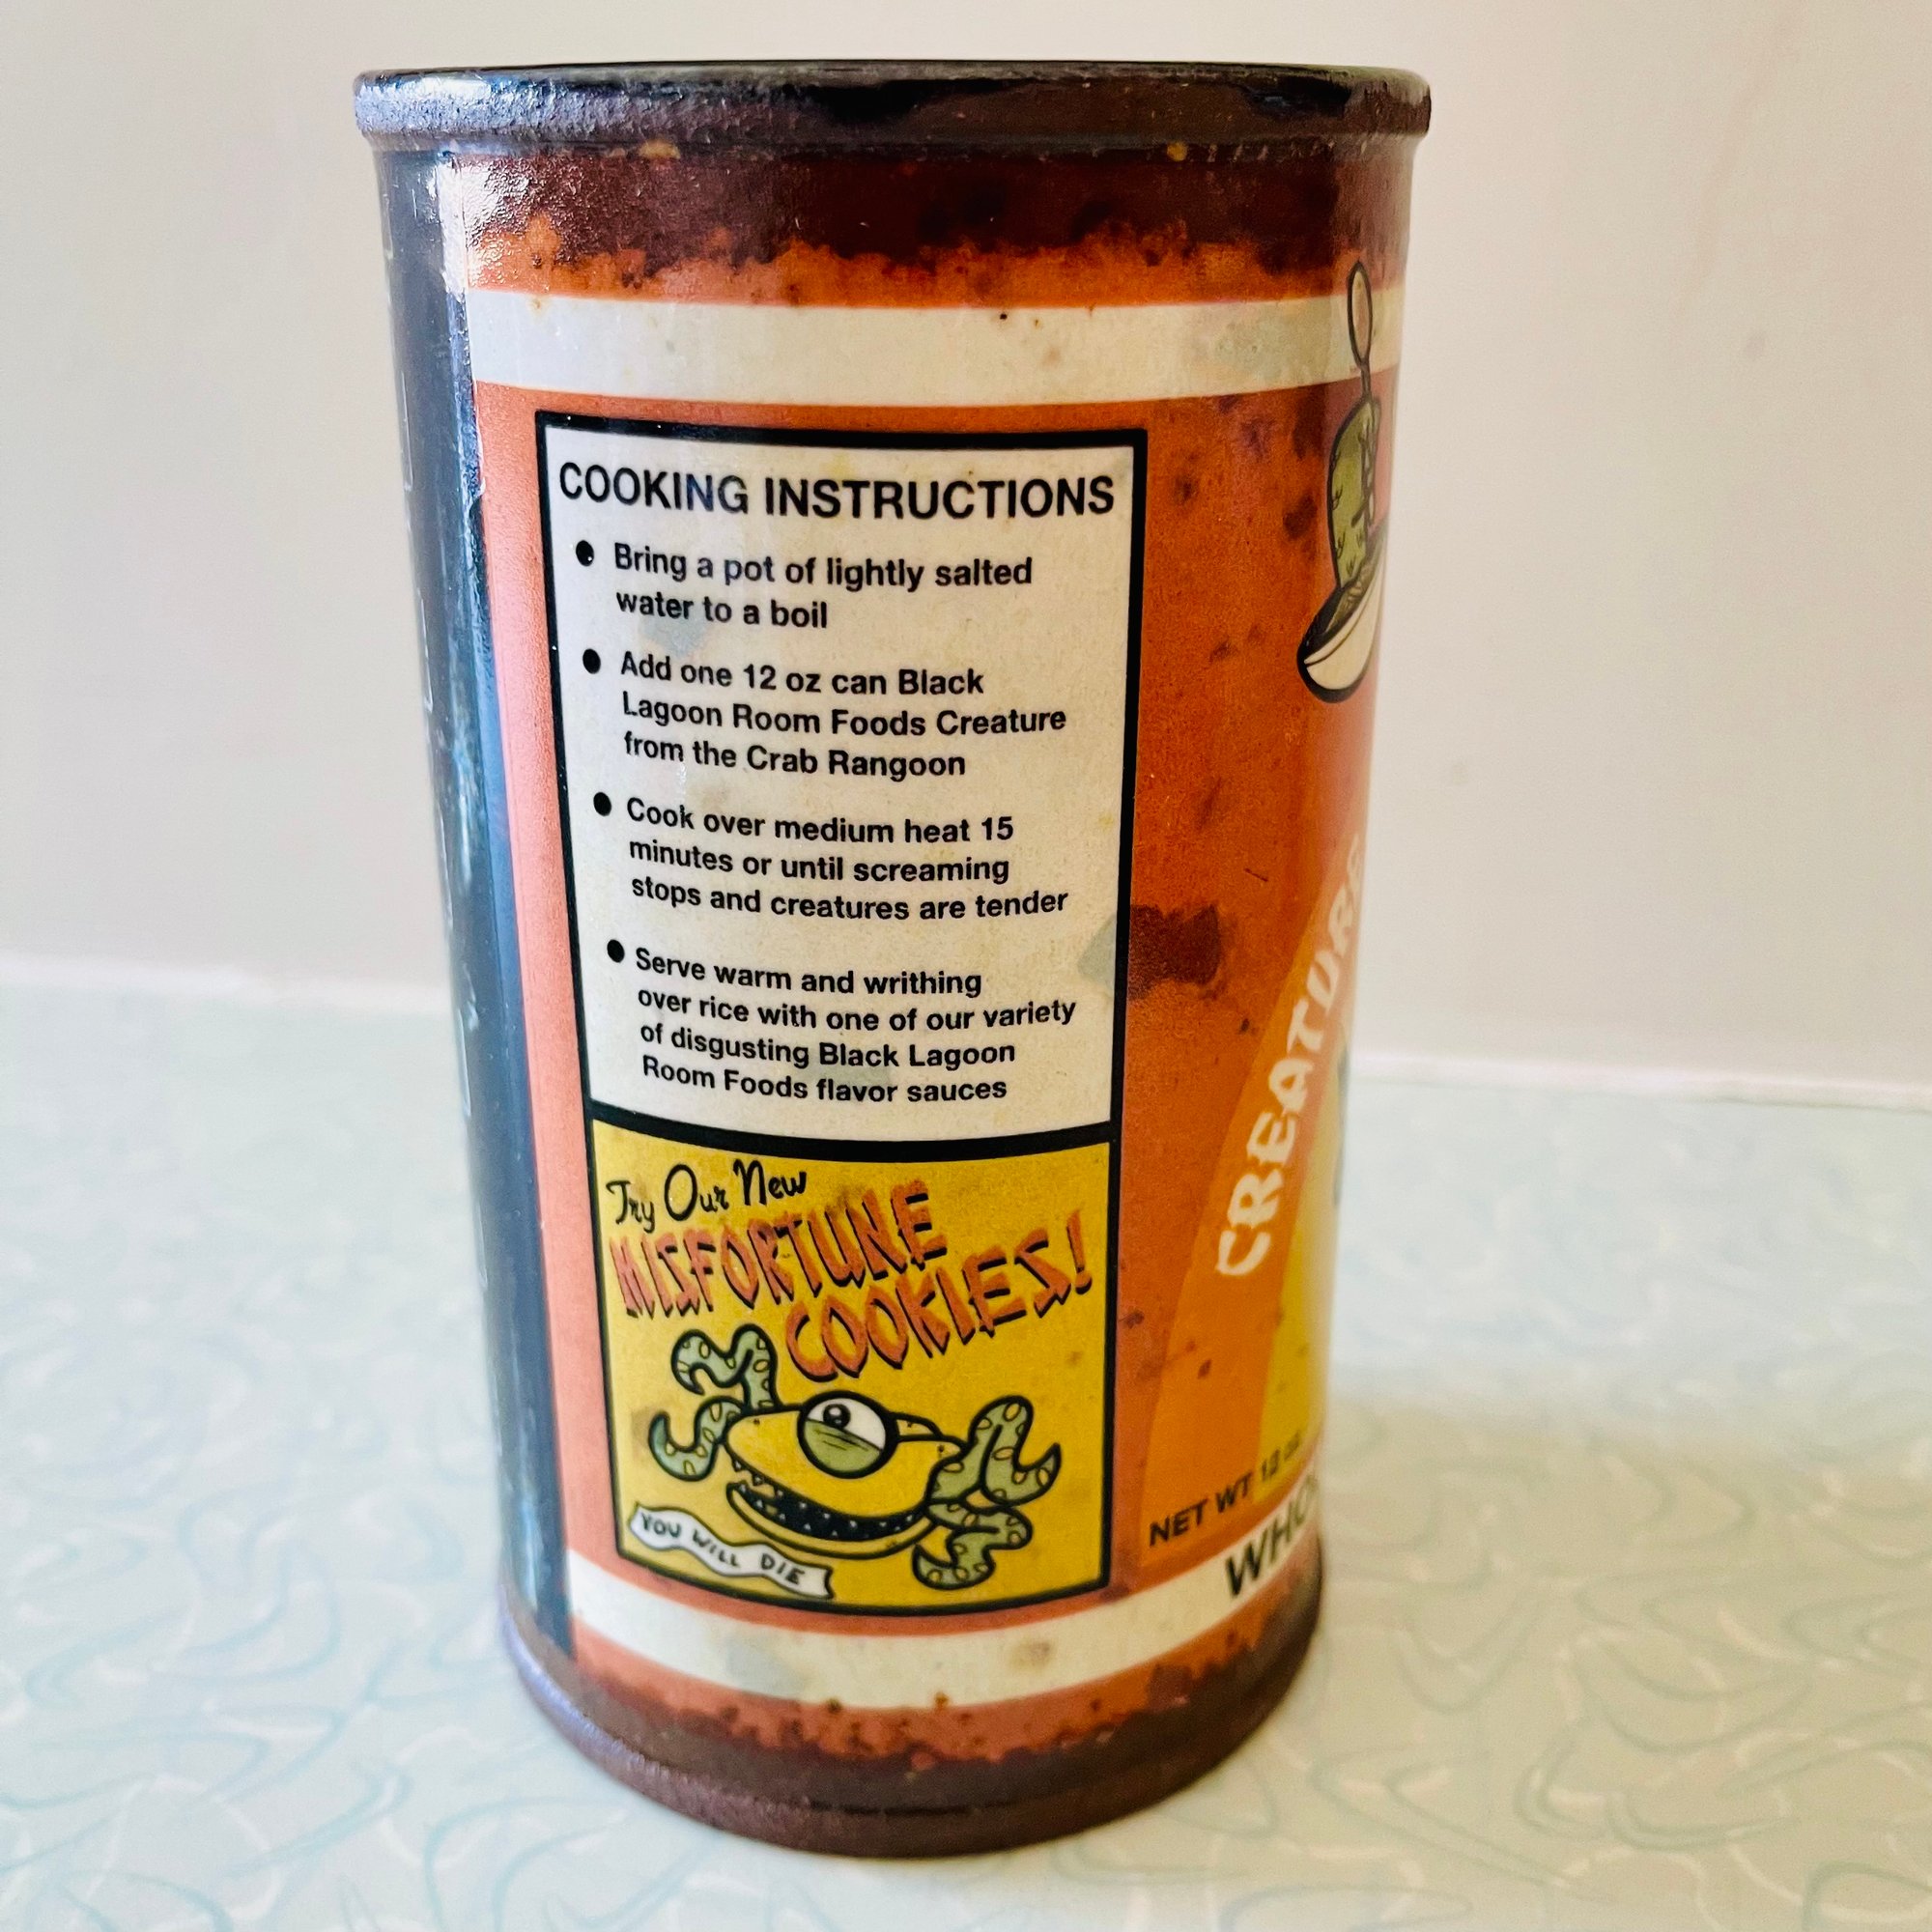 COOKING INSTRUCTIONS
● Bring a pot of lightly salted
water to a boil
● Add one 12 oz can Black
Lagoon Room Foods Creature
from the Crab Rangoon
● Cook over medium heat 15
minutes or until screaming
stops and creatures are tender
● Serve warm and writhing
over rice with one of our variety
of disgusting Black Lagoon
Room Foods flavor sauces
Try Our New
MISFORTUNE
COOKIES!
YOU WILL DIE
CREATURE
NET WT 12 oz